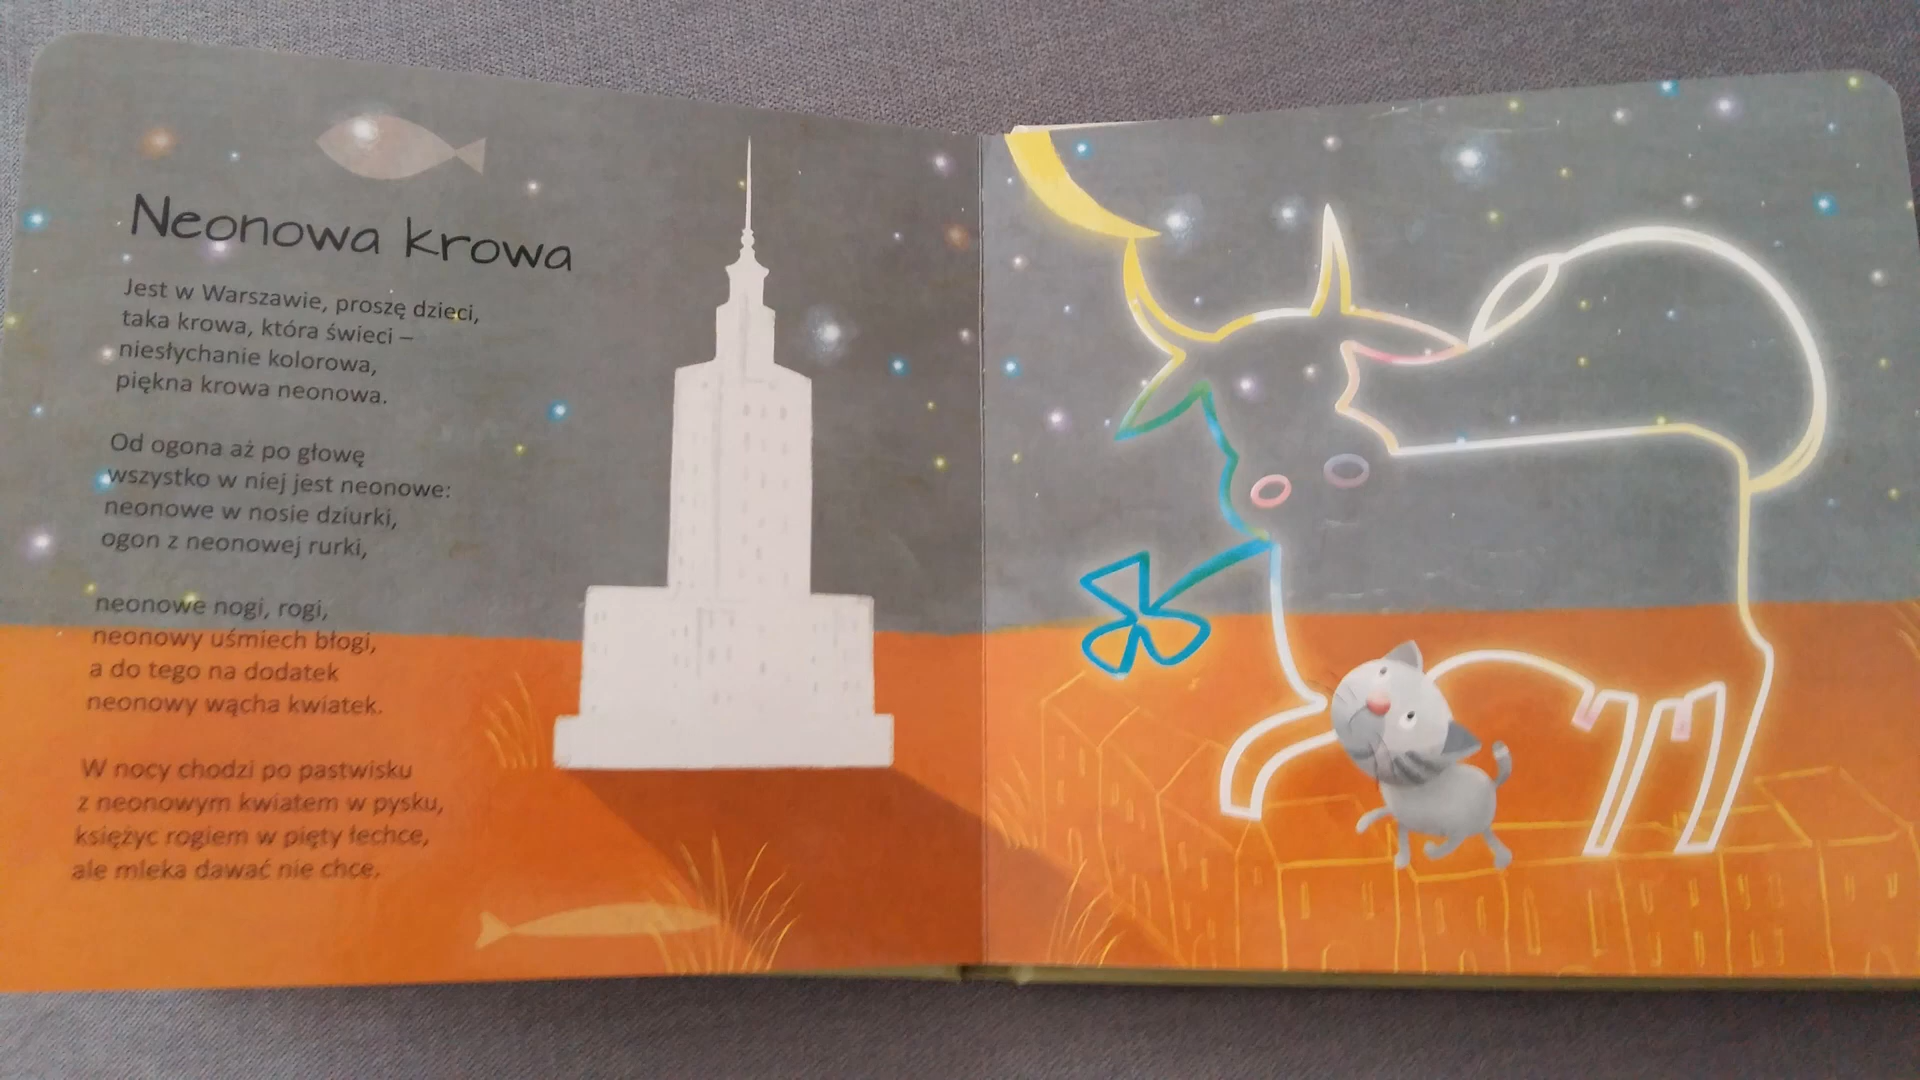 Neonowa krowa
Jest w Warszawie, proszę dzieci,
taka krowa, która świeci –
niesłychanie kolorowa,
piękna krowa neonowa.
Od ogona aż po głowę
wszystko w niej jest neonowe:
neonowe w nosie dziurki,
ogon z neonowej rurki,
neonowe nogi, rogi,
neonowy uśmiech błogi,
a do tego na dodatek
neonowy wącha kwiatek.
W nocy chodzi po pastwisku
z neonowym kwiatem w pysku,
księżyc rogiem w pięty łechce,
ale mleka dawać nie chce.